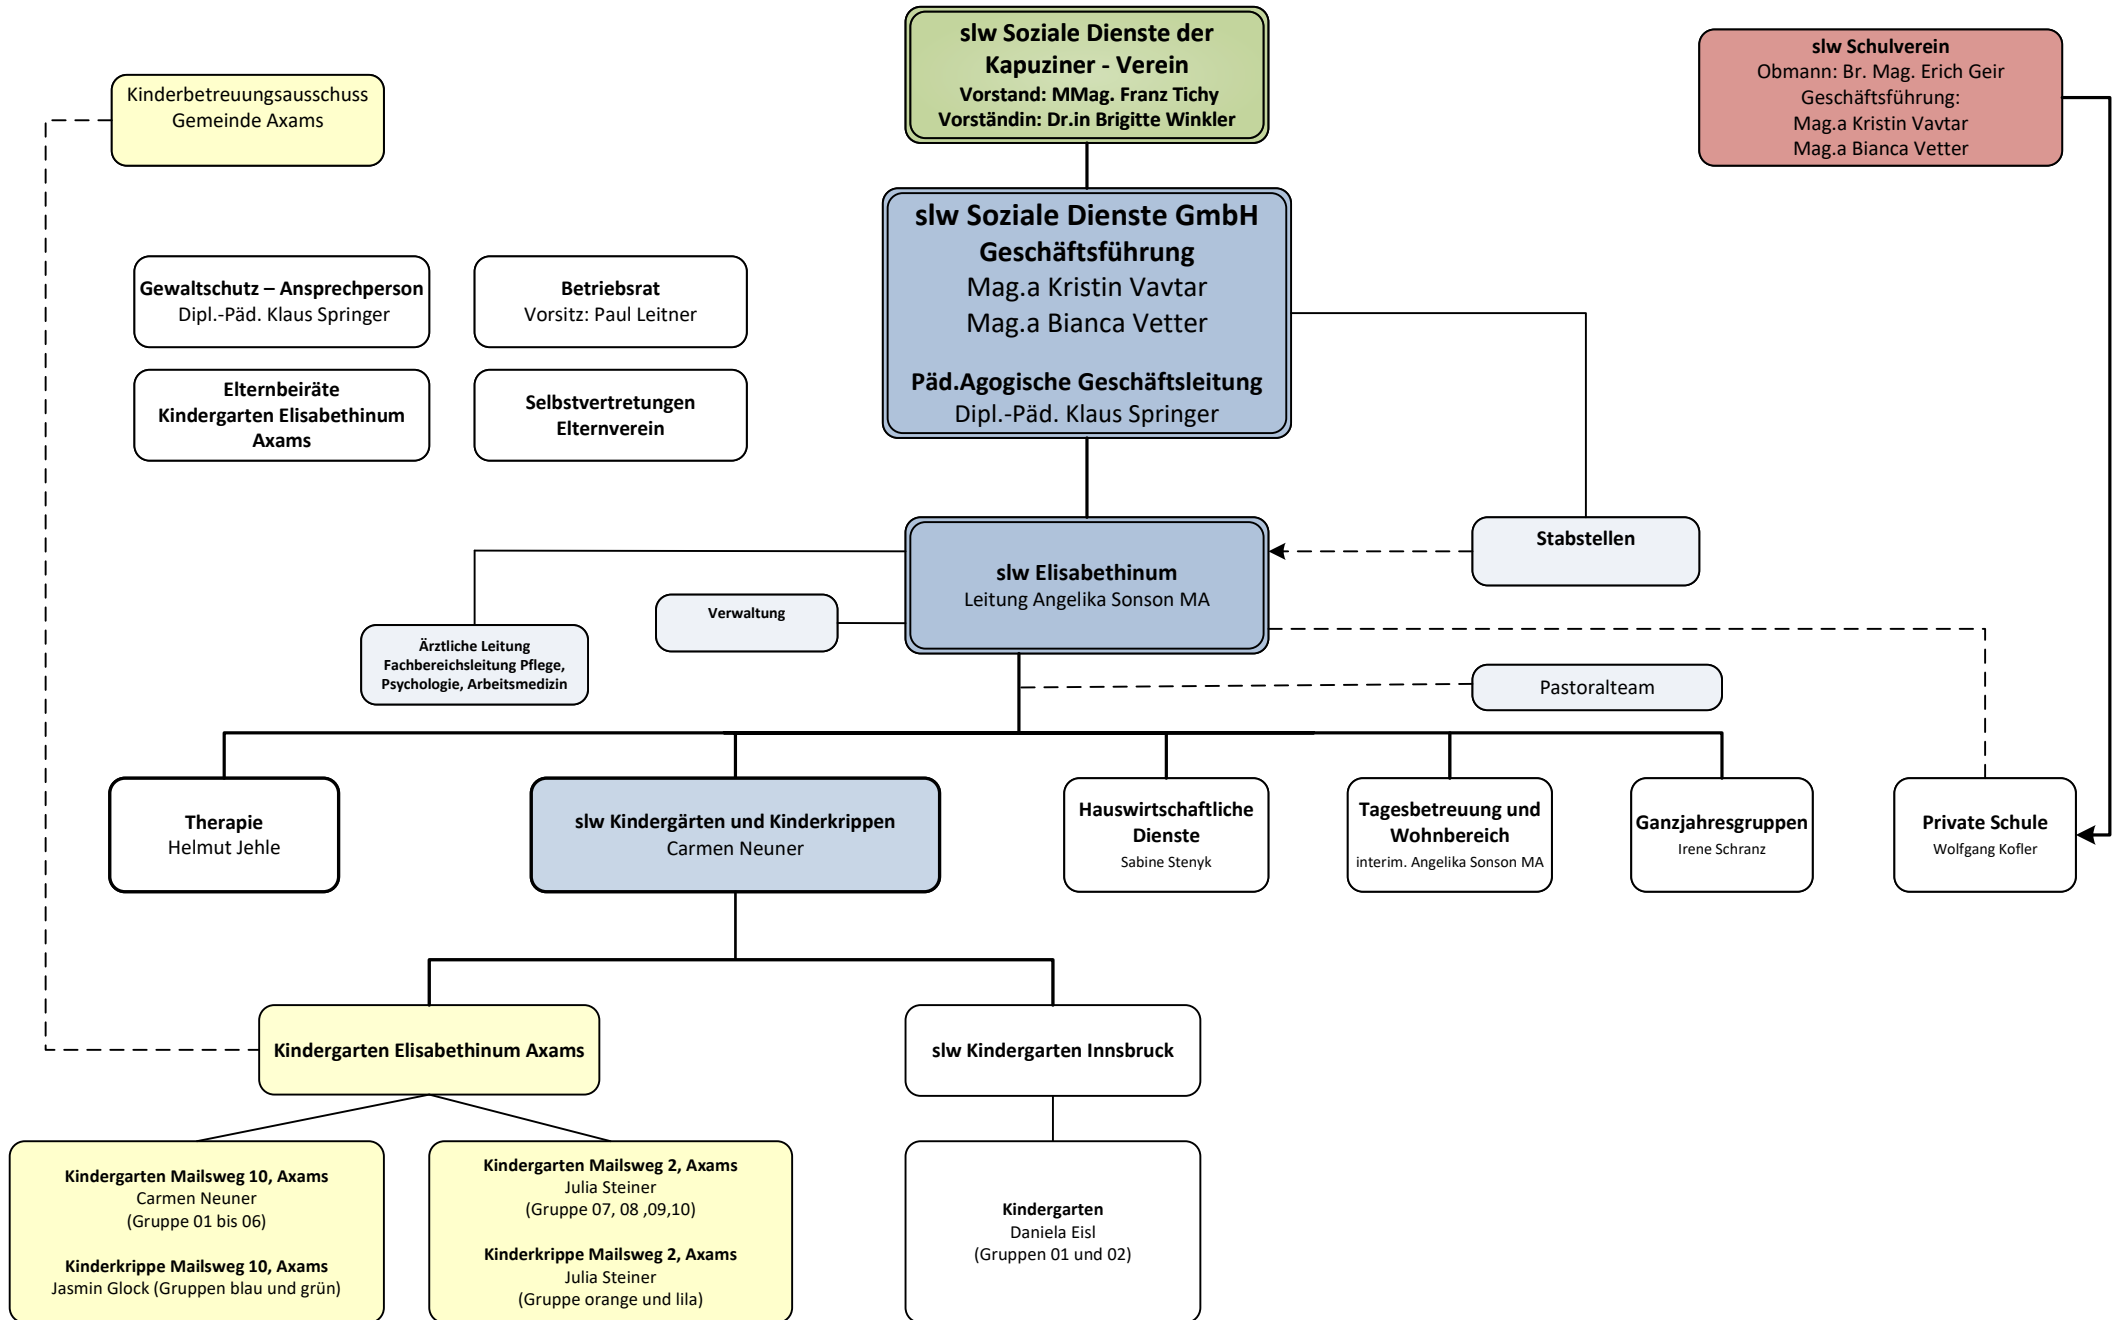 slw Soziale Dienste der
Kapuziner - Verein
Vorstand: MMag. Franz Tichy
Vorständin: Dr.in Brigitte Winkler
slw Schulverein
Obmann: Br. Mag. Erich Geir
Geschäftsführung:
Mag.a Kristin Vavtar
Mag.a Bianca Vetter
Kinderbetreuungsausschuss
Gemeinde Axams
slw Soziale Dienste GmbH
Geschäftsführung
Mag.a Kristin Vavtar
Mag.a Bianca Vetter
Päd.Agogische Geschäftsleitung
Dipl.-Päd. Klaus Springer
Gewaltschutz – Ansprechperson
Dipl.-Päd. Klaus Springer
Betriebsrat
Vorsitz: Paul Leitner
Elternbeiräte
Kindergarten Elisabethinum
Axams
Selbstvertretungen
Elternverein
Stabstellen
slw Elisabethinum
Leitung Angelika Sonson MA
Verwaltung
Ärztliche Leitung
Fachbereichsleitung Pflege,
Psychologie, Arbeitsmedizin
Pastoralteam
Therapie
Helmut Jehle
slw Kindergärten und Kinderkrippen
Carmen Neuner
Hauswirtschaftliche
Dienste
Sabine Stenyk
Tagesbetreuung und
Wohnbereich
interim. Angelika Sonson MA
Ganzjahresgruppen
Irene Schranz
Private Schule
Wolfgang Kofler
Kindergarten Elisabethinum Axams
slw Kindergarten Innsbruck
Kindergarten Mailsweg 10, Axams
Carmen Neuner
(Gruppe 01 bis 06)
Kinderkrippe Mailsweg 10, Axams
Jasmin Glock (Gruppen blau und grün)
Kindergarten Mailsweg 2, Axams
Julia Steiner
(Gruppe 07, 08 ,09,10)
Kinderkrippe Mailsweg 2, Axams
Julia Steiner
(Gruppe orange und lila)
Kindergarten
Daniela Eisl
(Gruppen 01 und 02)